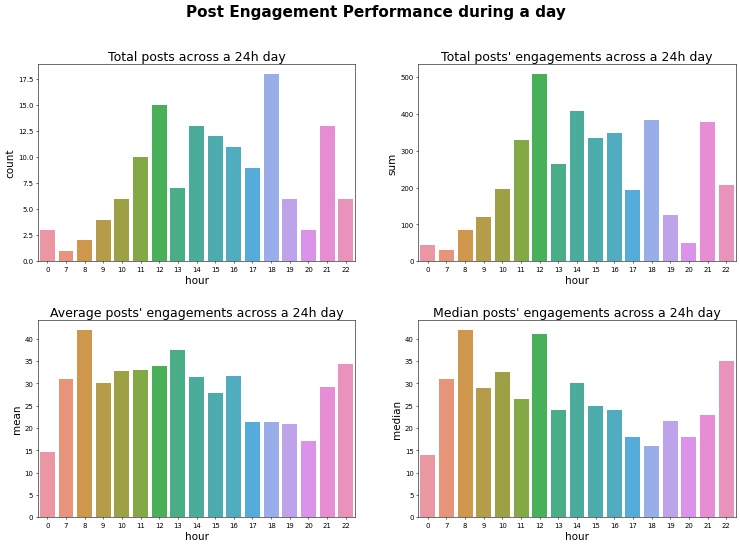 Post Engagement Performance during a day
Total posts across a 24h day
Total posts' engagements across a 24h day
17.5
15.0
12.5
10.0
7.5
5.0
2.5
0.0
count
0 7 8 9 10 11 12 13 14 15 16 17 18 19 20 21 22
hour
500
400
300
200
100
0
sum
0 7 8 9 10 11 12 13 14 15 16 17 18 19 20 21 22
hour
Average posts' engagements across a 24h day
Median posts' engagements across a 24h day
40
35
30
25
20
15
10
5
0
mean
0 7 8 9 10 11 12 13 14 15 16 17 18 19 20 21 22
hour
40
35
30
25
20
15
10
5
0
median
0 7 8 9 10 11 12 13 14 15 16 17 18 19 20 21 22
hour